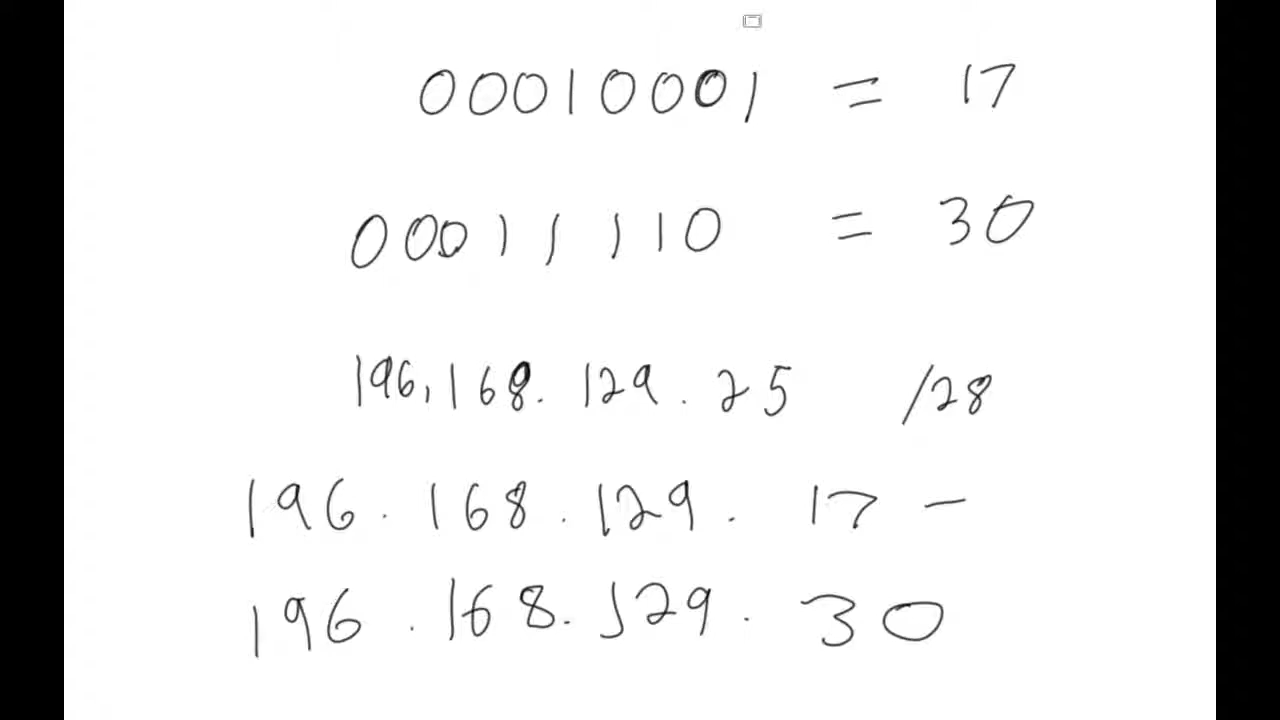 00010001 = 17
00011110 = 30
196.168.129.25 /28
196.168.129.17 -
196.168.129.30